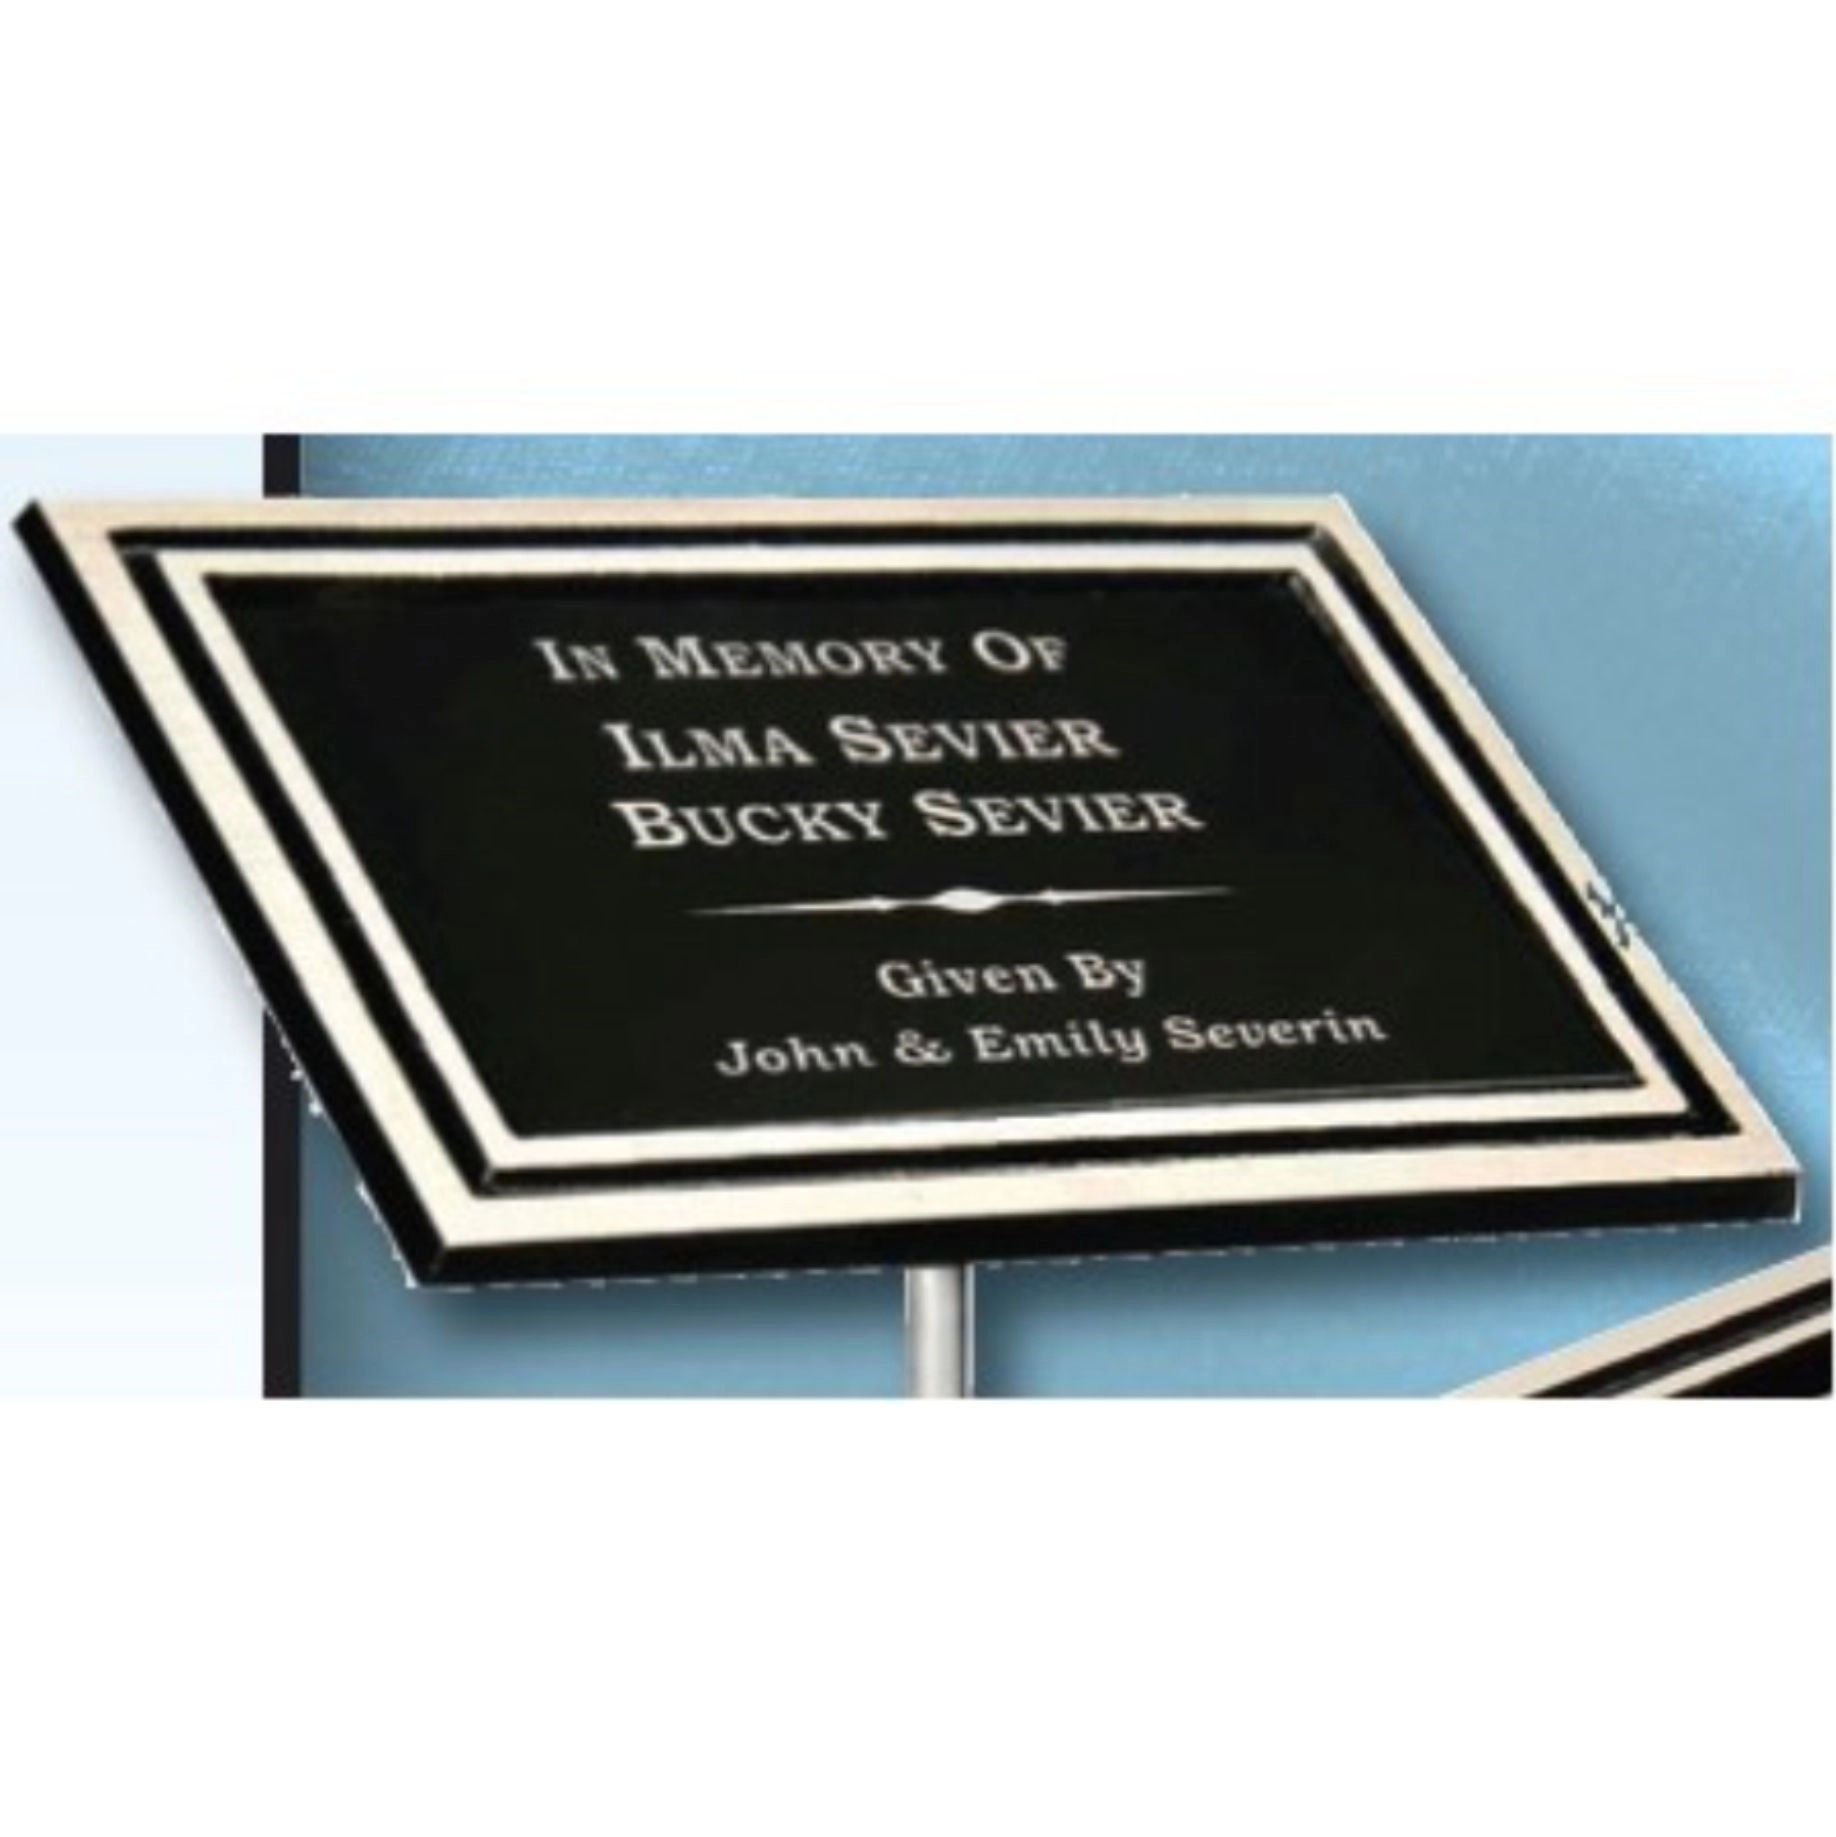 In Memory Of
Ilma Sevier
Bucky Sevier
Given By
John & Emily Severin